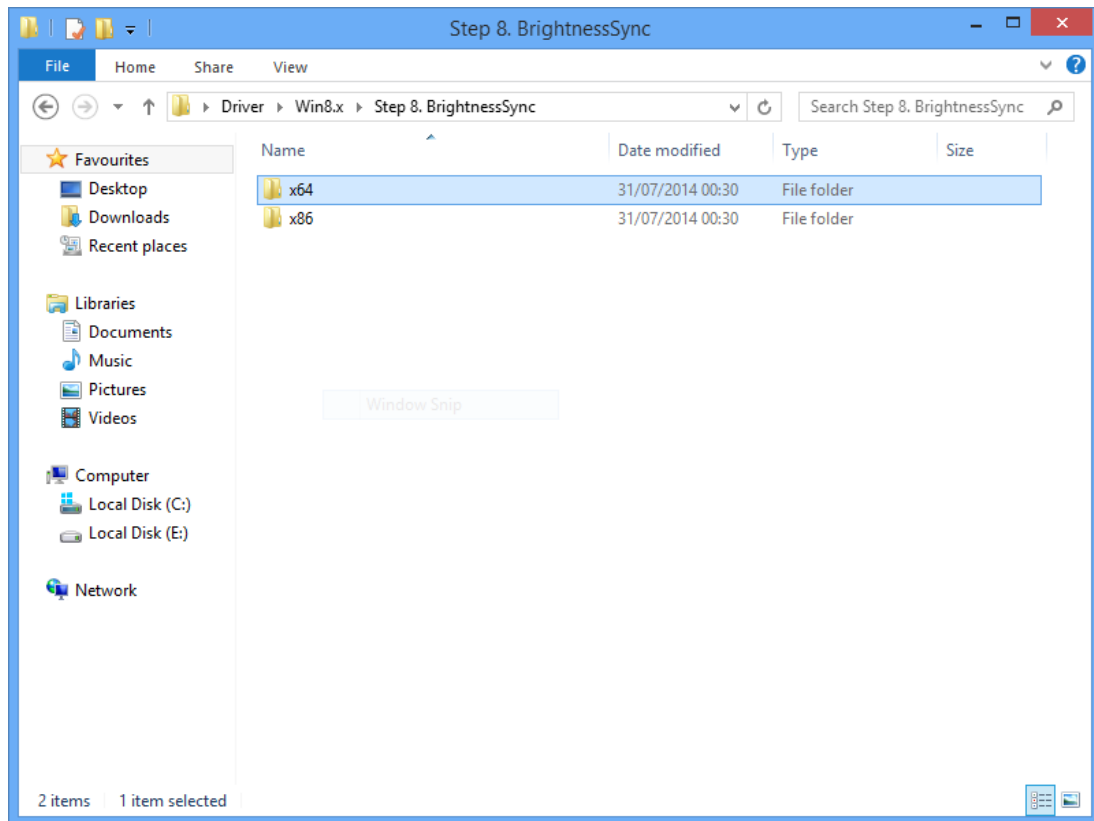 Step 8. BrightnessSync
File Home Share View
Driver Win8.x Step 8. BrightnessSync Search Step 8. BrightnessSync
Name Date modified Type Size
x64 31/07/2014 00:30 File folder
x86 31/07/2014 00:30 File folder
Favourites
Desktop
Downloads
Recent places
Libraries
Documents
Music
Pictures
Videos
Window Snip
Computer
Local Disk (C:)
Local Disk (E:)
Network
2 items 1 item selected